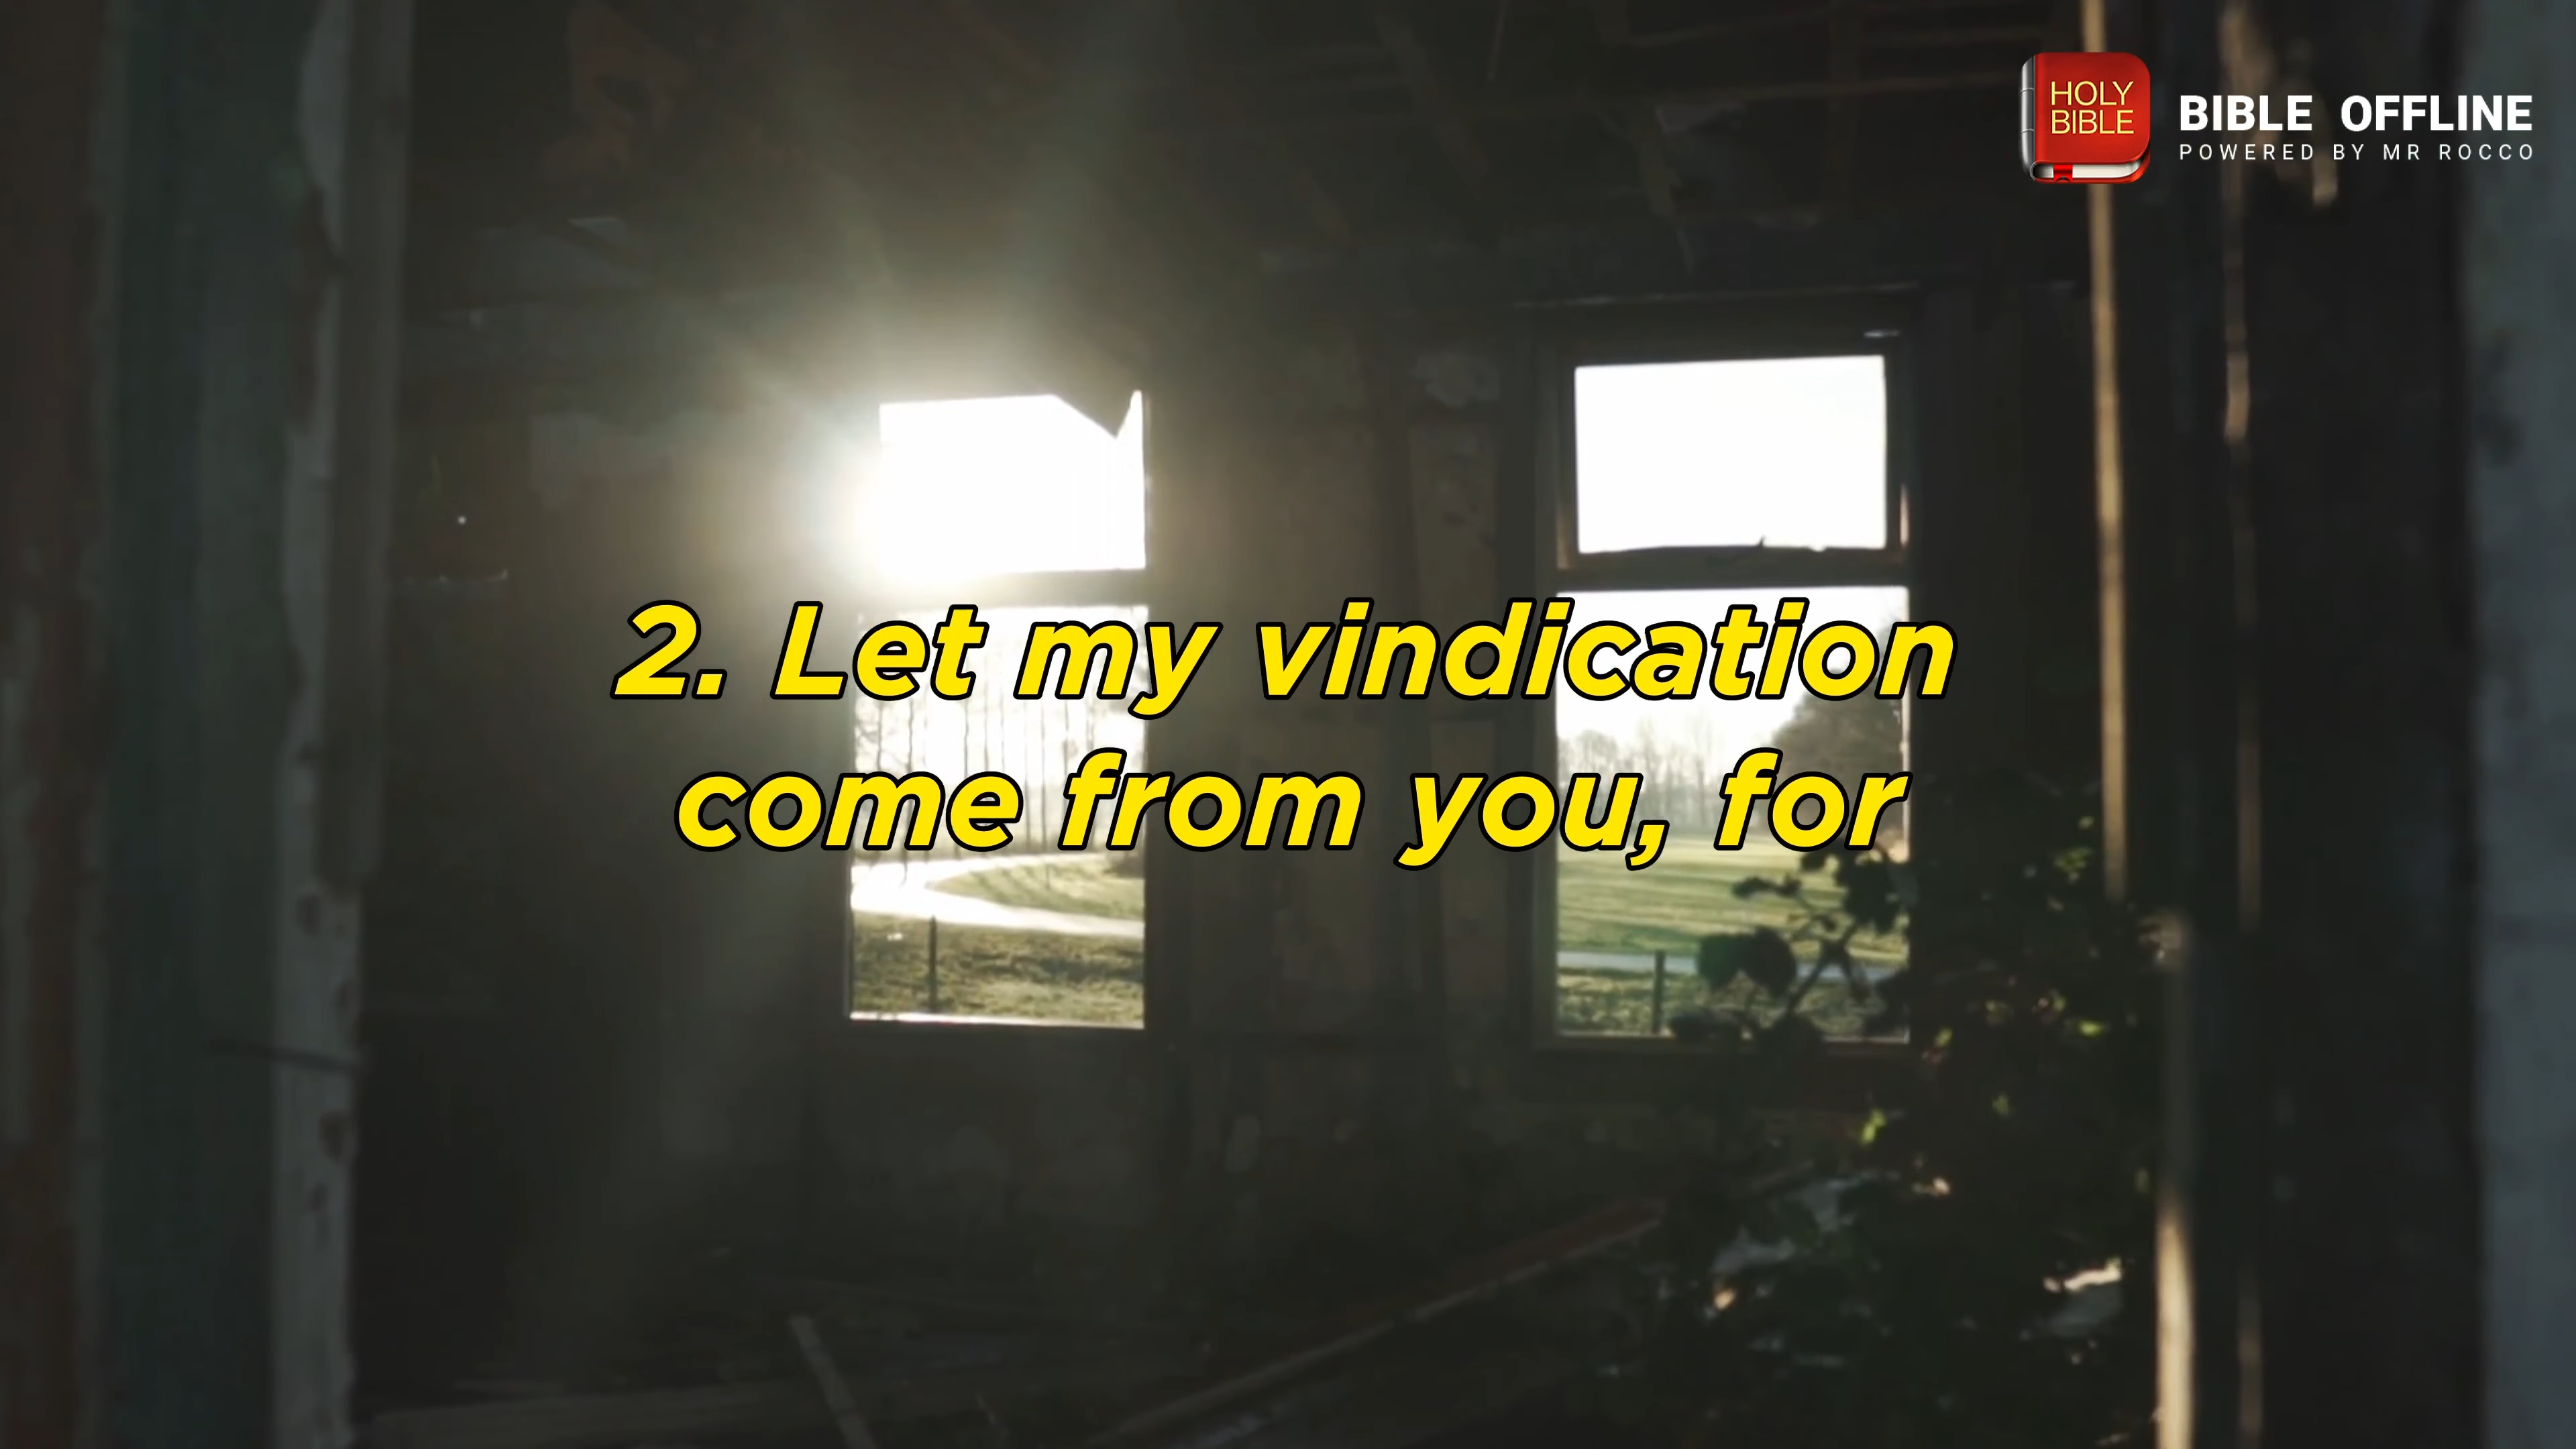 HOLY
BIBLE
BIBLE OFFLINE
POWERED BY MR ROCCO
2. Let my vindication
come from you, for